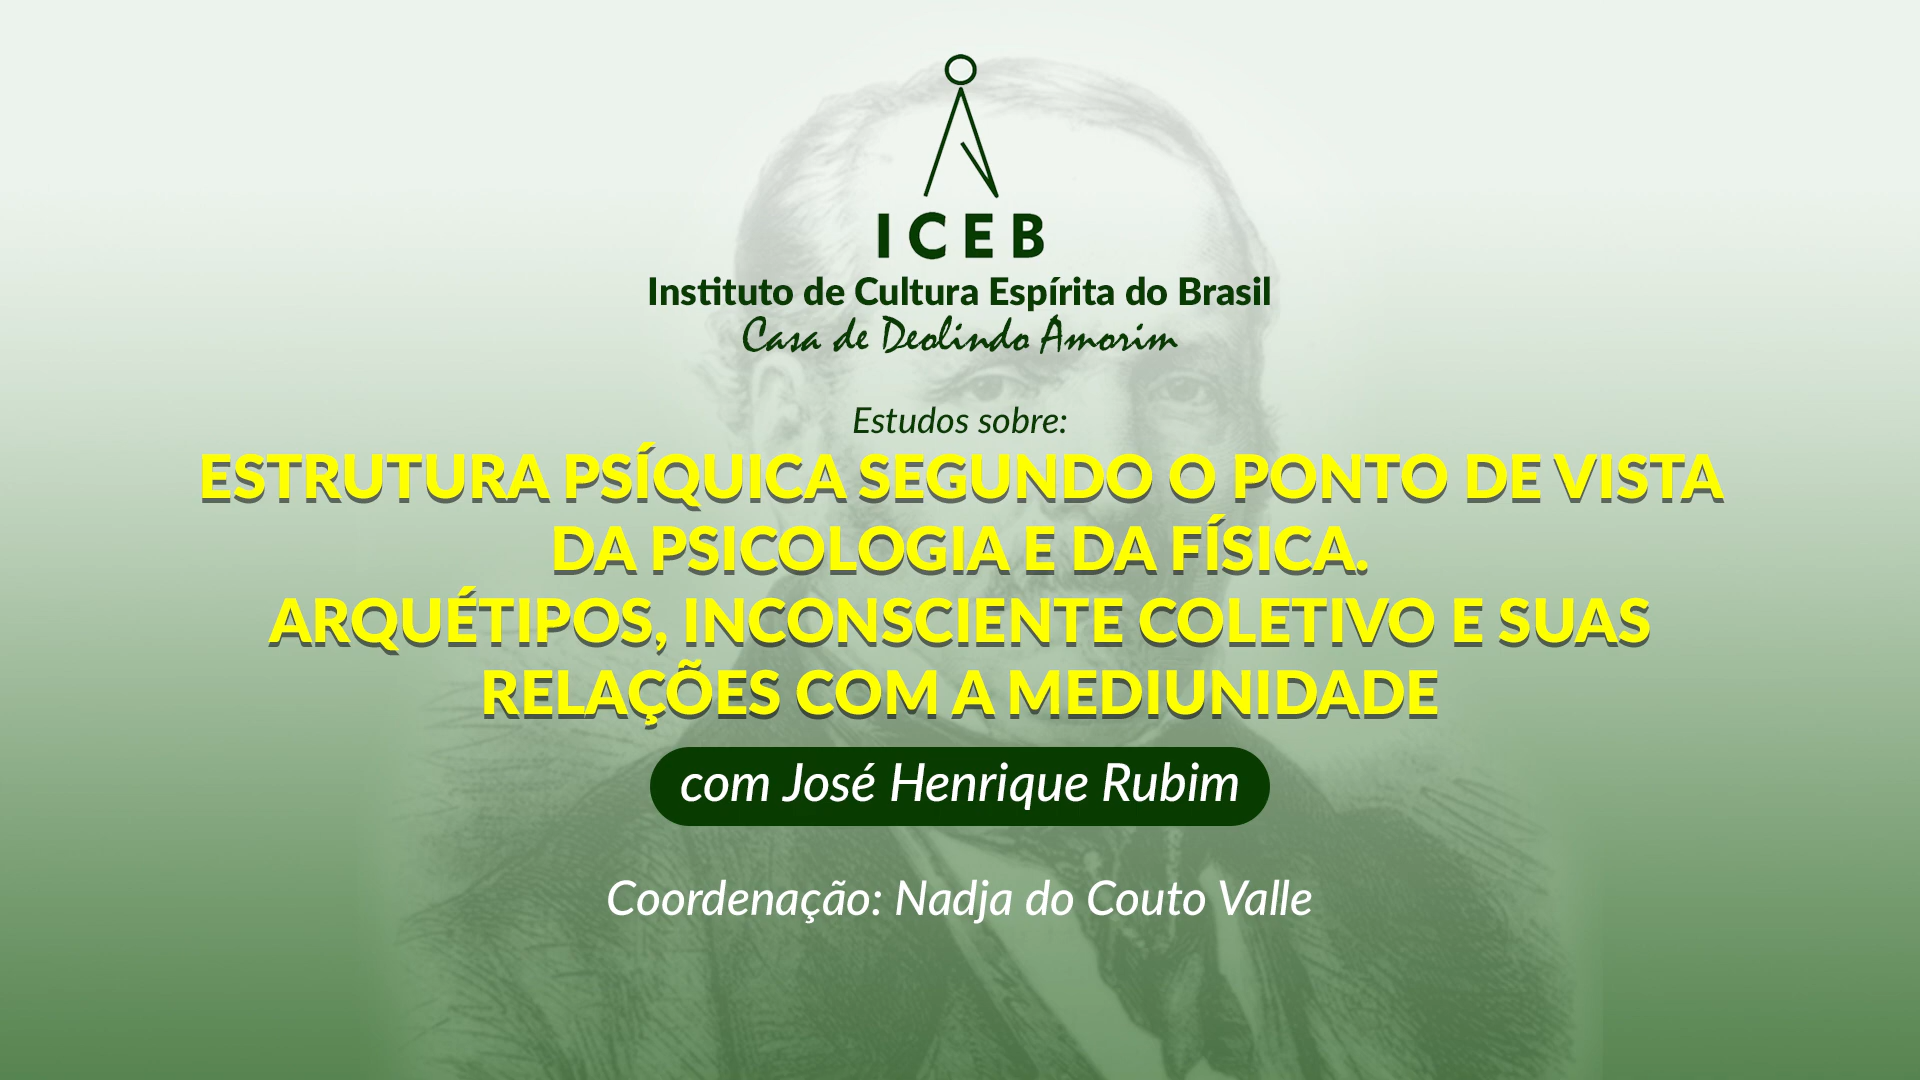 ICEB
Instituto de Cultura Espírita do Brasil
Casa de Deolindo Amorim
Estudos sobre:
ESTRUTURA PSÍQUICA SEGUNDO O PONTO DE VISTA
DA PSICOLOGIA E DA FÍSICA.
ARQUÉTIPOS, INCONSCIENTE COLETIVO E SUAS
RELAÇÕES COM A MEDIUNIDADE
com José Henrique Rubim
Coordenação: Nadja do Couto Valle